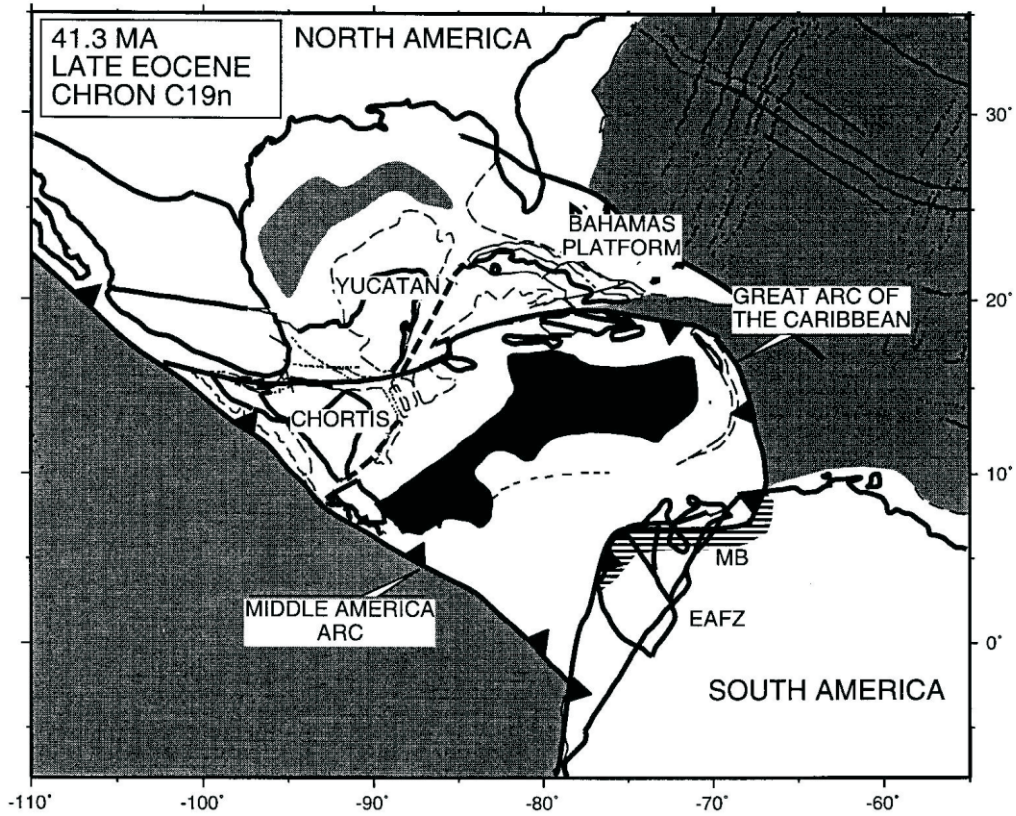 41.3 MA
LATE EOCENE
CHRON C19n
NORTH AMERICA
30°
BAHAMAS
PLATFORM
YUCATAN
20°
GREAT ARC OF
THE CARIBBEAN
CHORTIS
10°
MB
MIDDLE AMERICA
ARC
EAFZ
0°
SOUTH AMERICA
-110° -100° -90° -80° -70° -60°